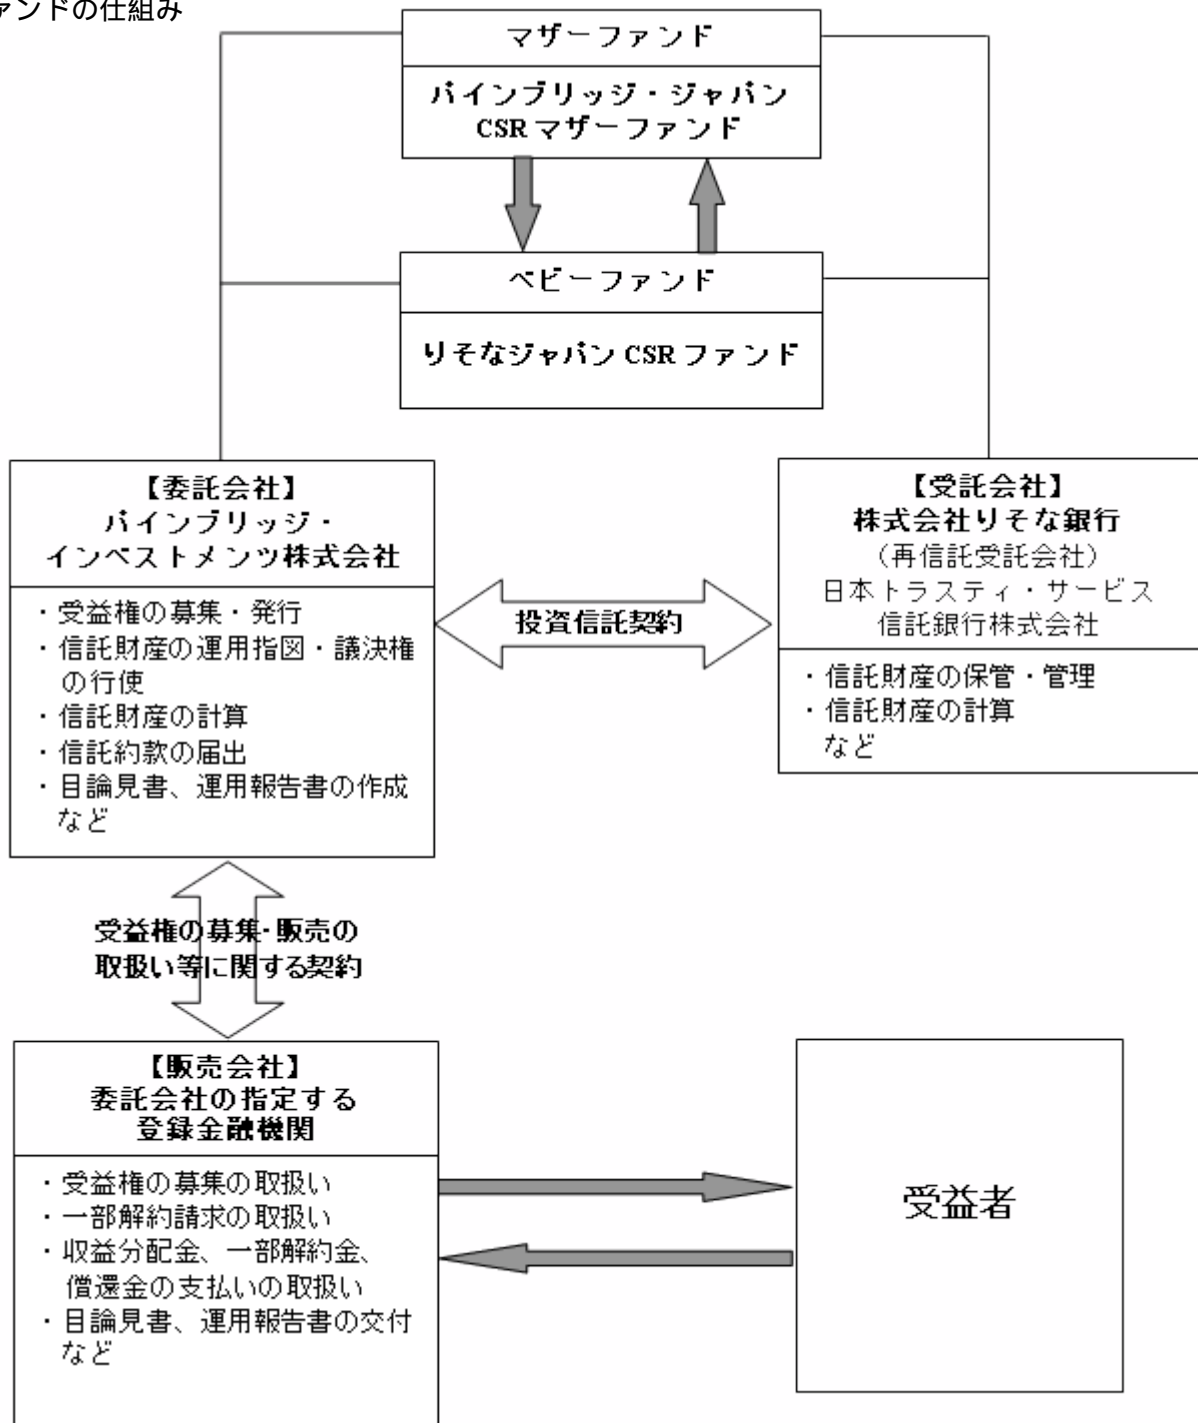 ァンドの仕組み
マザーファンド
パインブリッジ・ジャパン
CSR マザーファンド
ベビーファンド
りそなジャパン CSR ファンド
【委託会社】
パインブリッジ・
インベストメンツ株式会社
・受益権の募集・発行
・信託財産の運用指図・議決権
の行使
・信託財産の計算
・信託約款の届出
・目論見書、運用報告書の作成
など
投資信託契約
【受託会社】
株式会社りそな銀行
（再信託受託会社）
日本トラスティ・サービス
信託銀行株式会社
・信託財産の保管・管理
・信託財産の計算
など
受益権の募集・販売の
取扱い等に関する契約
【販売会社】
委託会社の指定する
登録金融機関
・受益権の募集の取扱い
・一部解約請求の取扱い
・収益分配金、一部解約金、
償還金の支払いの取扱い
・目論見書、運用報告書の交付
など
受益者